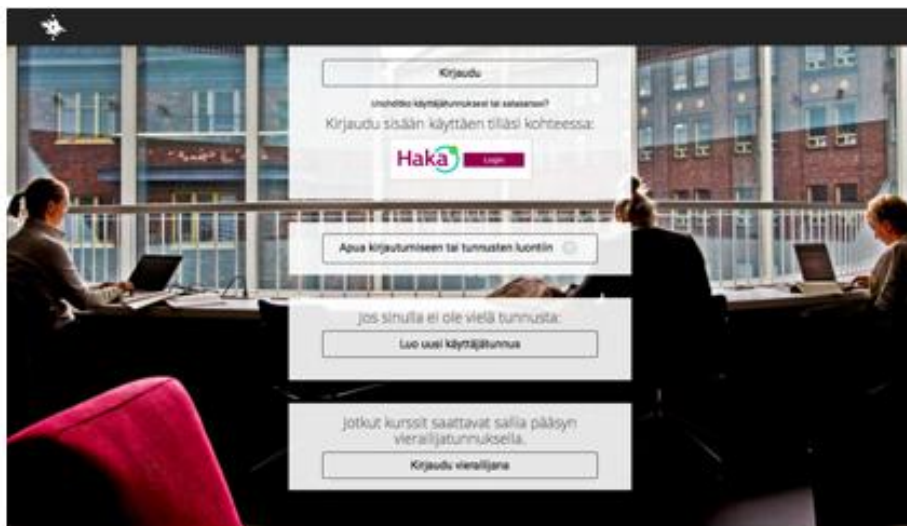 Kirjaudu
Unohditko käyttäjätunnuksesi tai salasanasi?
Kirjaudu sisään käyttäen tilläsi kohteessa:
Haka Login
Apua kirjautumiseen tai tunnusten luontiin
Jos sinulla ei ole vielä tunnusta:
Luo uusi käyttäjätunnus
Jotkut kurssit saattavat sallia pääsyn
vierailijatunnuksella.
Kirjaudu vierailijana